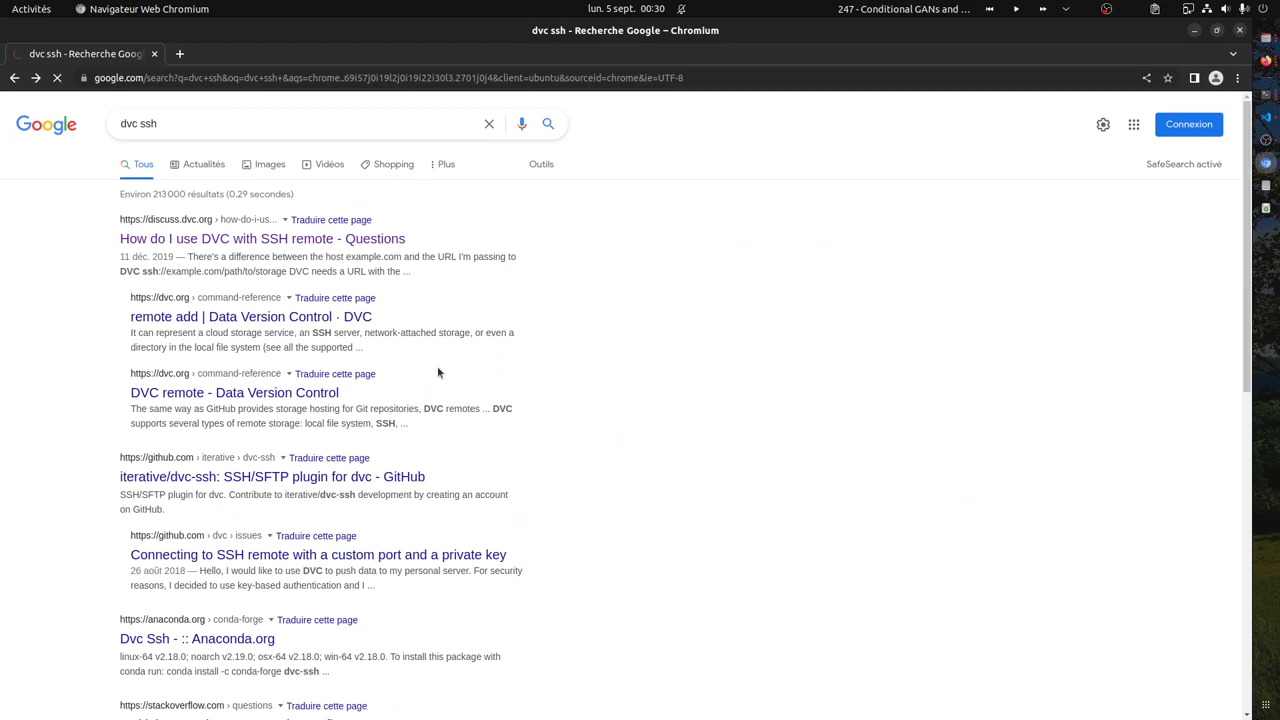 Activités
Navigateur web Chromium
lun. 5 sept. 00:30
247 - Conditional GANs and …
dvc ssh - Recherche Google – Chromium
dvc ssh - Recherche Goog
google.com/search?q=dvc+ssh&oq=dvc+ssh+&aqs=chrome..69i57j0i19l2j0i19i22i30l3.2701j0j4&client=ubuntu&sourceid=chrome&ie=UTF-8
Google
dvc ssh
Connexion
Tous
Actualités
Images
Vidéos
Shopping
Plus
Outils
SafeSearch activé
Environ 213 000 résultats (0,29 secondes)
https://discuss.dvc.org › how-do-i-us... Traduire cette page
How do I use DVC with SSH remote - Questions
11 déc. 2019 — There's a difference between the host example.com and the URL I'm passing to
DVC ssh://example.com/path/to/storage DVC needs a URL with the ...
https://dvc.org › command-reference Traduire cette page
remote add | Data Version Control · DVC
It can represent a cloud storage service, an SSH server, network-attached storage, or even a
directory in the local file system (see all the supported ...
https://dvc.org › command-reference Traduire cette page
DVC remote - Data Version Control
The same way as GitHub provides storage hosting for Git repositories, DVC remotes ... DVC
supports several types of remote storage: local file system, SSH, ...
https://github.com › iterative › dvc-ssh Traduire cette page
iterative/dvc-ssh: SSH/SFTP plugin for dvc - GitHub
SSH/SFTP plugin for dvc. Contribute to iterative/dvc-ssh development by creating an account
on GitHub.
https://github.com › dvc › issues Traduire cette page
Connecting to SSH remote with a custom port and a private key
26 août 2018 — Hello, I would like to use DVC to push data to my personal server. For security
reasons, I decided to use key-based authentication and I ...
https://anaconda.org › conda-forge Traduire cette page
Dvc Ssh - :: Anaconda.org
linux-64 v2.18.0; noarch v2.19.0; osx-64 v2.18.0; win-64 v2.18.0. To install this package with
conda run: conda install -c conda-forge dvc-ssh ...
https://stackoverflow.com › questions Traduire cette page